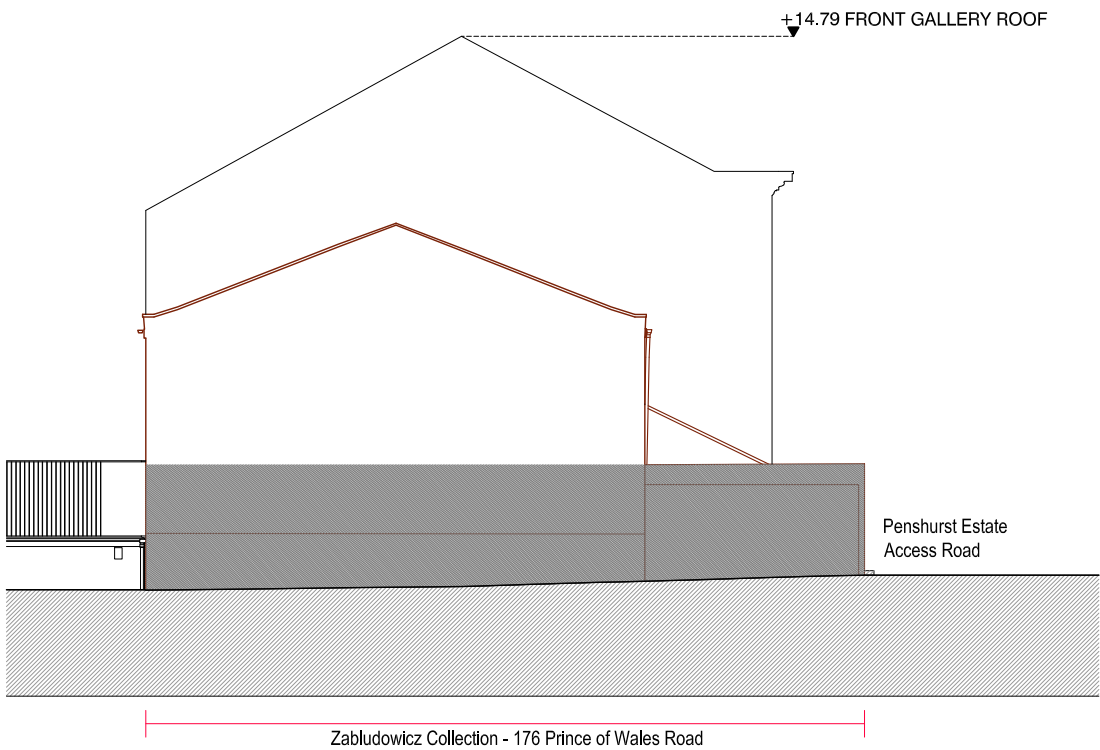 +14.79 FRONT GALLERY ROOF
Penshurst Estate
Access Road
Zabludowicz Collection - 176 Prince of Wales Road